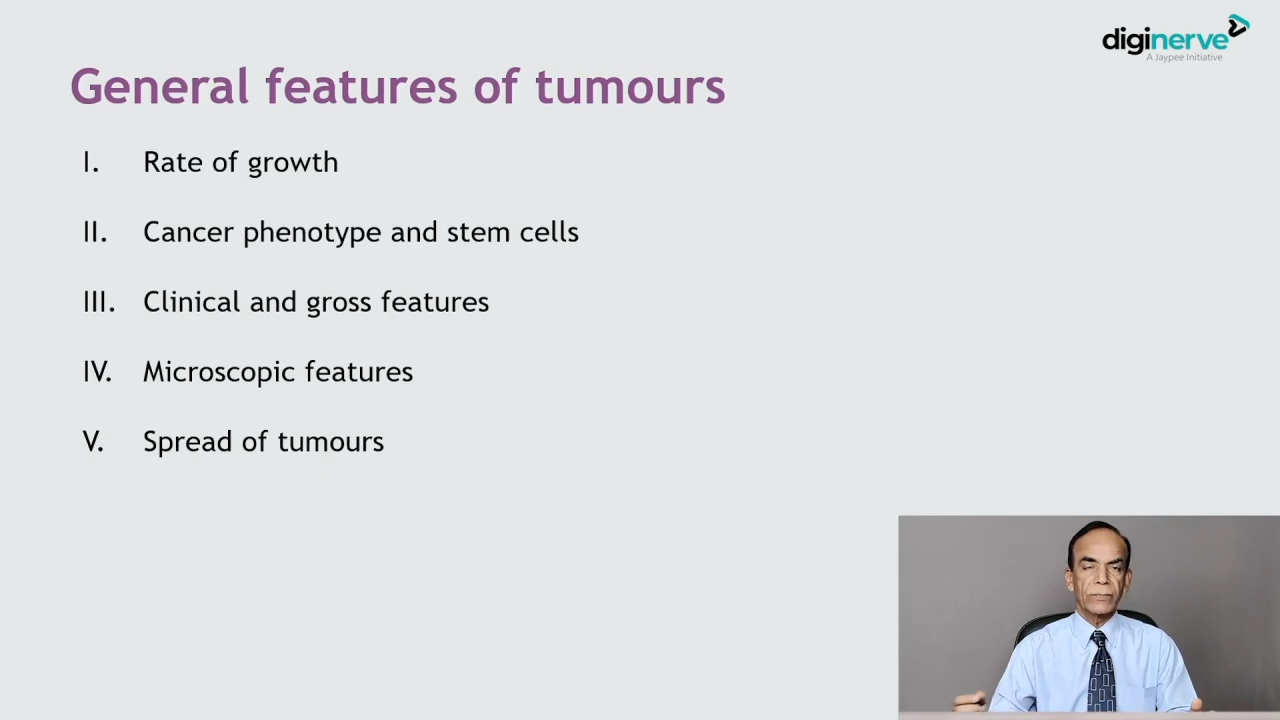 diginerve
A Jaypee Initiative
General features of tumours
I. Rate of growth
II. Cancer phenotype and stem cells
III. Clinical and gross features
IV. Microscopic features
V. Spread of tumours